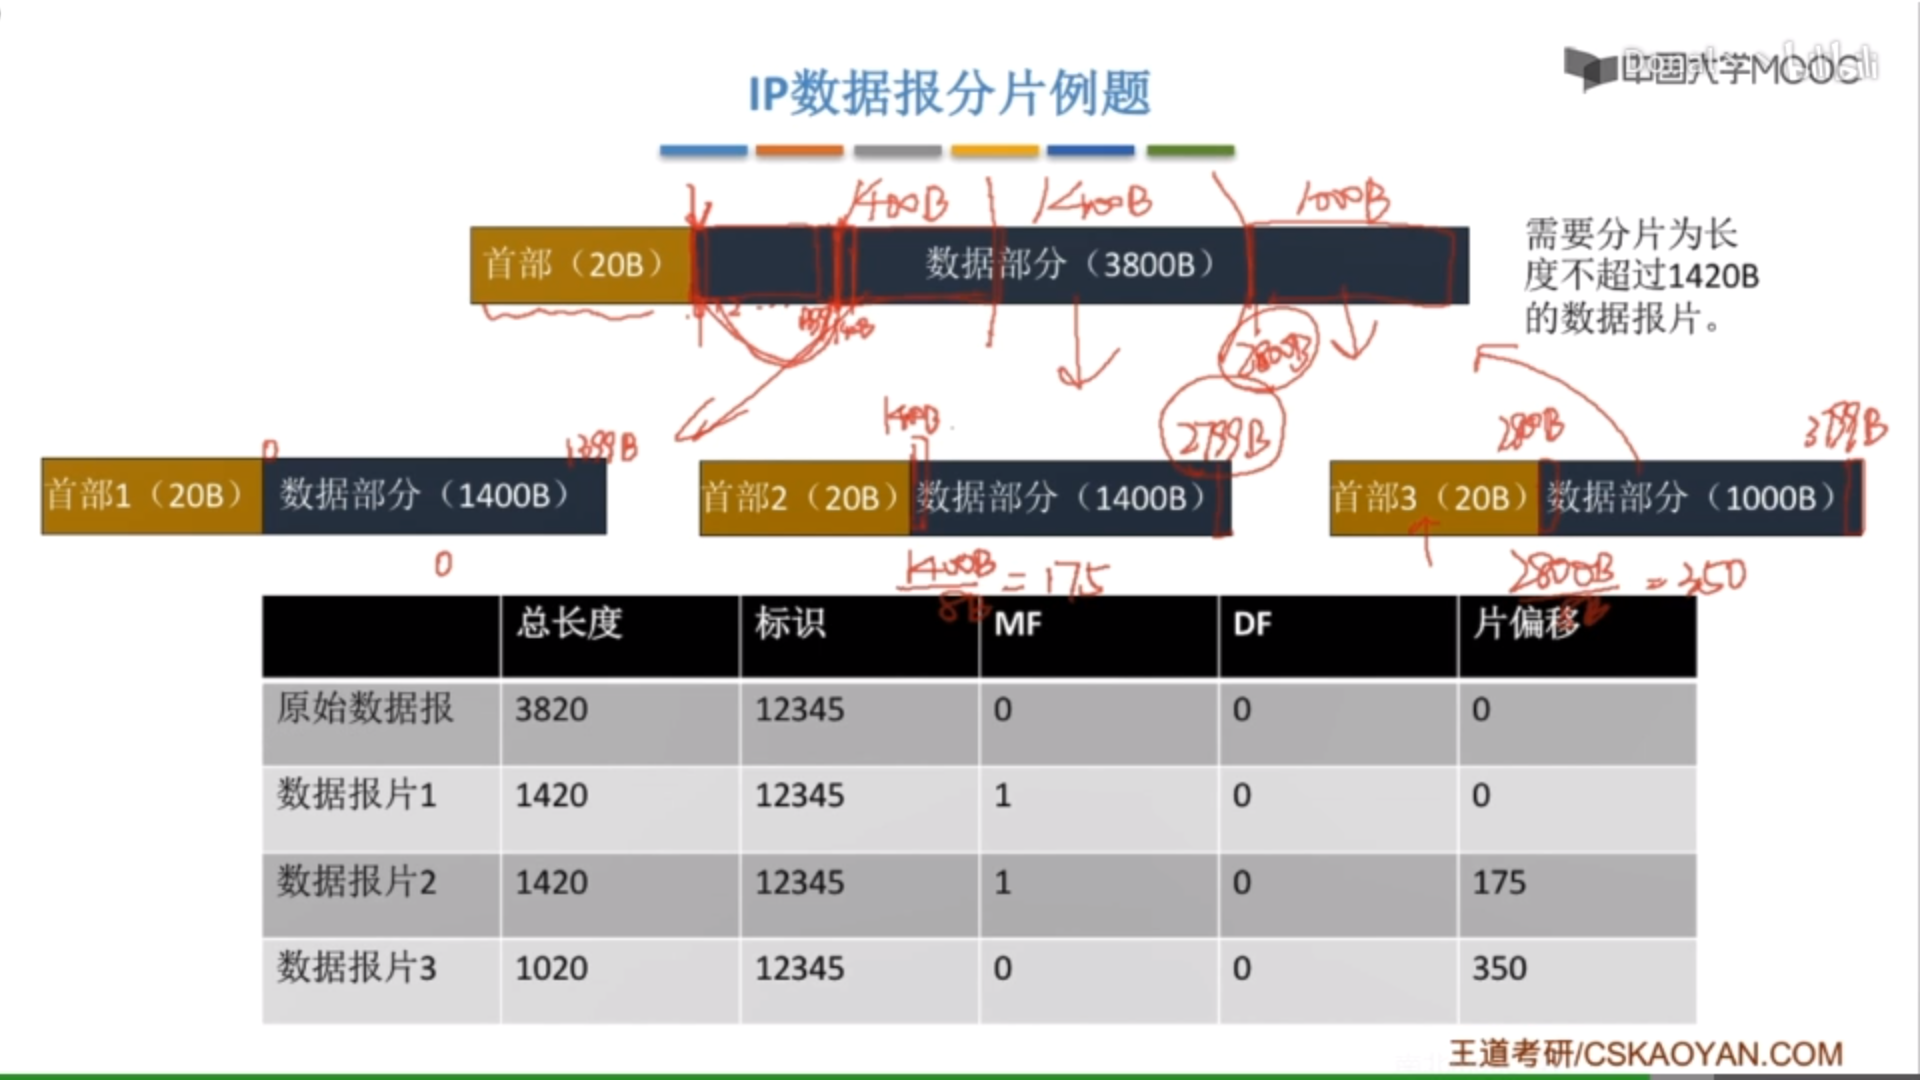 IP数据报分片例题
中国大学MOOC
bilibili
1400B 1400B 1000B
首部（20B） 数据部分（3800B）
需要分片为长
度不超过1420B
的数据报片。
2800B
0 1399B 1400B 2799B 2800B 3799B
首部1（20B） 数据部分（1400B） 首部2（20B） 数据部分（1400B） 首部3（20B） 数据部分（1000B）
0 1400B/8B = 175 2800B/8B = 350
总长度 标识 MF DF 片偏移
原始数据报 3820 12345 0 0 0
数据报片1 1420 12345 1 0 0
数据报片2 1420 12345 1 0 175
数据报片3 1020 12345 0 0 350
王道考研/CSKAOYAN.COM